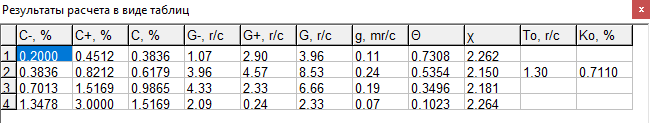 Результаты расчета в виде таблиц
C-, % C+, % C, % G-, г/с G+, г/с G, г/с g, мг/с Θ χ To, г/с Ko, %
1 0.2000 0.4512 0.3836 1.07 2.90 3.96 0.11 0.7308 2.262
2 0.3836 0.8212 0.6179 3.96 4.57 8.53 0.24 0.5354 2.150 1.30 0.7110
3 0.7013 1.5169 0.9865 4.33 2.33 6.66 0.19 0.3496 2.181
4 1.3478 3.0000 1.5169 2.09 0.24 2.33 0.07 0.1023 2.264